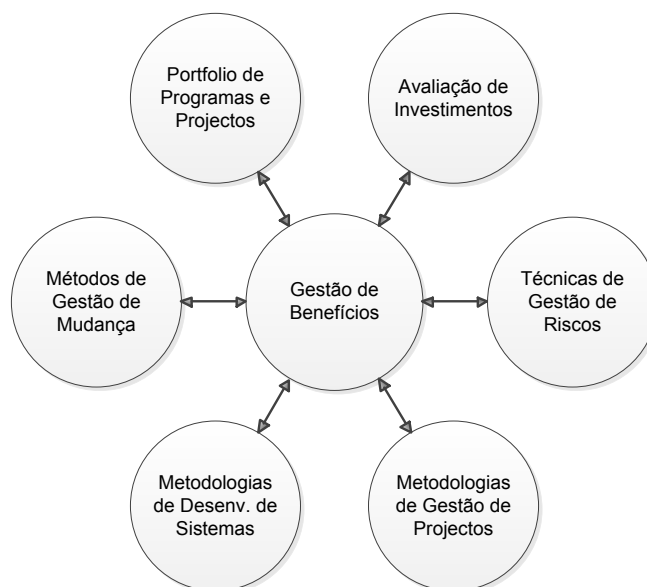 Portfolio de
Programas e
Projectos
Avaliação de
Investimentos
Métodos de
Gestão de
Mudança
Gestão de
Benefícios
Técnicas de
Gestão de
Riscos
Metodologias
de Desenv. de
Sistemas
Metodologias
de Gestão de
Projectos